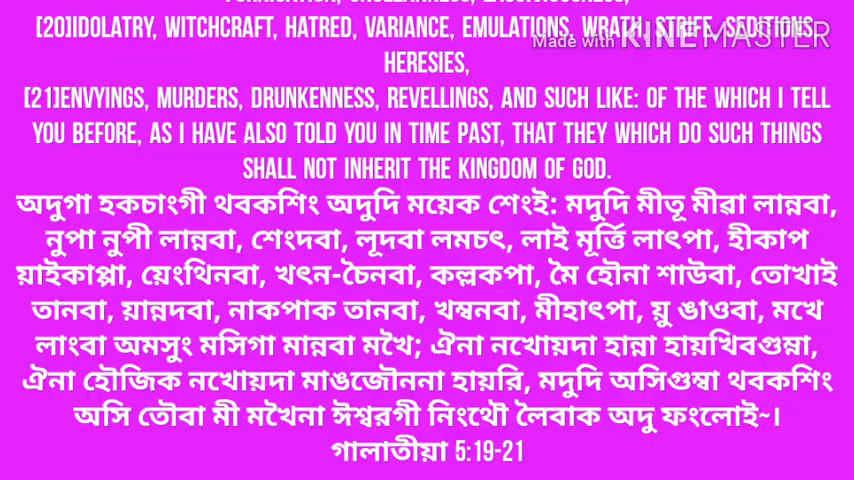 [20]IDOLATRY, WITCHCRAFT, HATRED, VARIANCE, EMULATIONS, WRATH, STRIFE, SEDITIONS,
Made with KINEMASTER
HERESIES,
[21]ENVYINGS, MURDERS, DRUNKENNESS, REVELLINGS, AND SUCH LIKE: OF THE WHICH I TELL
YOU BEFORE, AS I HAVE ALSO TOLD YOU IN TIME PAST, THAT THEY WHICH DO SUCH THINGS
SHALL NOT INHERIT THE KINGDOM OF GOD.
অদুগা হকচাংগী থবকশিং অদুদি ময়েক শেংই: মদুদি মীতূ মীৱা লান্নবা,
নুপা নুপী লান্নবা, শেংদবা, লূদবা লমচৎ, লাই মূর্ত্তি লাৎপা, হীকাপ
য়াইকাপ্পা, য়েংথিনবা, খৎন-চৈনবা, কল্লকপা, মৈ হৌনা শাউবা, তোখাই
তানবা, য়ান্নদবা, নাকপাক তানবা, খম্বনবা, মীহাৎপা, য়ু ঙাওবা, মখে
লাংবা অমসুং মসিগা মান্নবা মখৈ; ঐনা নখোয়দা হান্না হায়খিবগুম্না,
ঐনা হৌজিক নখোয়দা মাঙজৌননা হায়রি, মদুদি অসিগুম্বা থবকশিং
অসি তৌবা মী মখৈনা ঈশ্বরগী নিংথৌ লৈবাক অদু ফংলোই~।
গালাতীয়া 5:19-21